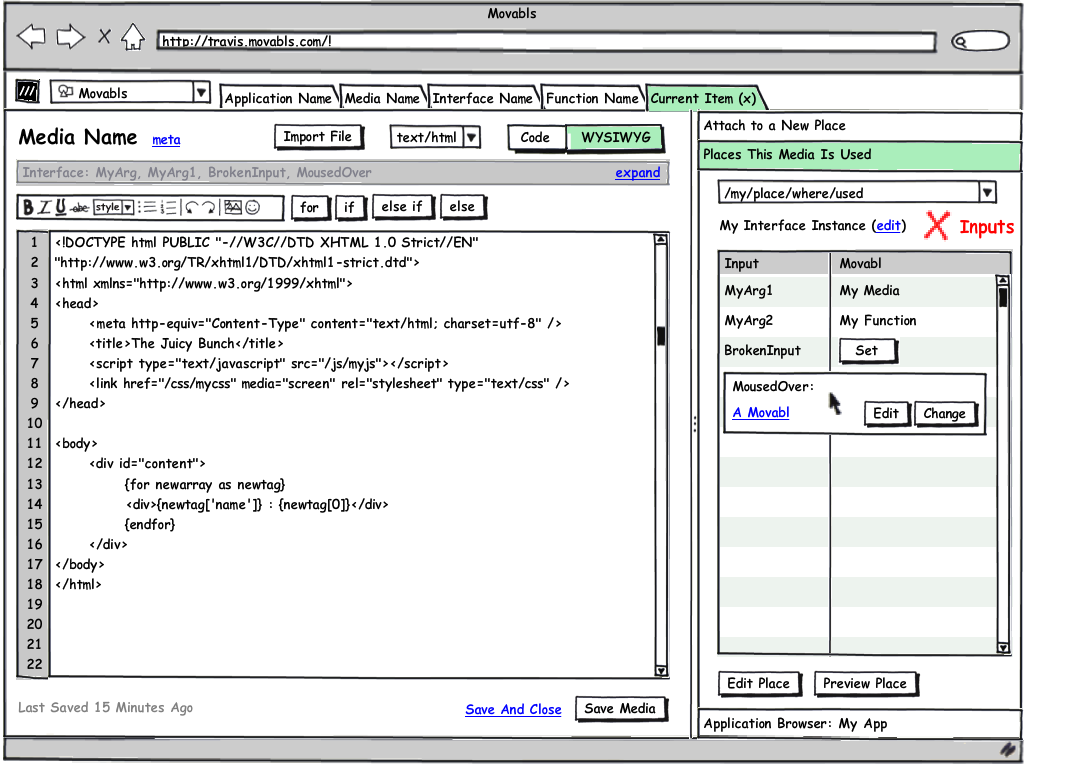 Movabls
http://travis.movabls.com/!
Movabls
Application Name
Media Name
Interface Name
Function Name
Current Item (x)
Media Name meta
Import File
text/html
Code
WYSIWYG
Interface: MyArg, MyArg1, BrokenInput, MousedOver
expand
B I U abc style
for
if
else if
else
1 <!DOCTYPE html PUBLIC "-//W3C//DTD XHTML 1.0 Strict//EN"
2 "http://www.w3.org/TR/xhtml1/DTD/xhtml1-strict.dtd">
3 <html xmlns="http://www.w3.org/1999/xhtml">
4 <head>
5 <meta http-equiv="Content-Type" content="text/html; charset=utf-8" />
6 <title>The Juicy Bunch</title>
7 <script type="text/javascript" src="/js/myjs"></script>
8 <link href="/css/mycss" media="screen" rel="stylesheet" type="text/css" />
9 </head>
10
11 <body>
12 <div id="content">
13 {for newarray as newtag}
14 <div>{newtag['name']} : {newtag[0]}</div>
15 {endfor}
16 </div>
17 </body>
18 </html>
19
20
21
22
Last Saved 15 Minutes Ago
Save And Close
Save Media
Attach to a New Place
Places This Media Is Used
/my/place/where/used
My Interface Instance (edit)
X Inputs
Input Movabl
MyArg1 My Media
MyArg2 My Function
BrokenInput Set
MousedOver:
A Movabl Edit Change
Edit Place
Preview Place
Application Browser: My App